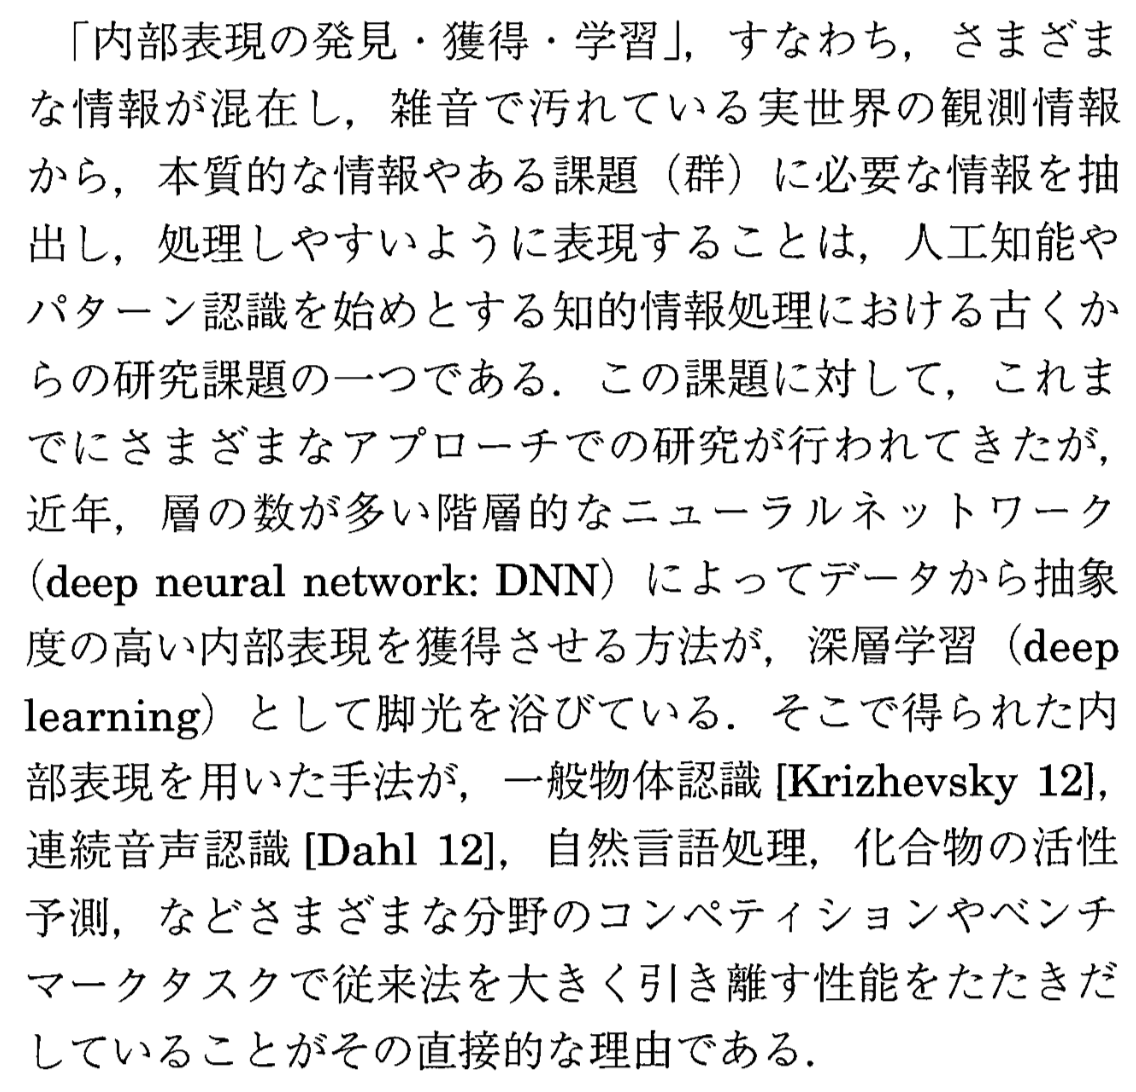 「内部表現の発見・獲得・学習」，すなわち，さまざま
な情報が混在し，雑音で汚れている実世界の観測情報
から，本質的な情報やある課題（群）に必要な情報を抽
出し，処理しやすいように表現することは，人工知能や
パターン認識を始めとする知的情報処理における古くか
らの研究課題の一つである．この課題に対して，これま
でにさまざまなアプローチでの研究が行われてきたが，
近年，層の数が多い階層的なニューラルネットワーク
（deep neural network: DNN）によってデータから抽象
度の高い内部表現を獲得させる方法が，深層学習（deep
learning）として脚光を浴びている．そこで得られた内
部表現を用いた手法が，一般物体認識 [Krizhevsky 12]，
連続音声認識 [Dahl 12]，自然言語処理，化合物の活性
予測，などさまざまな分野のコンペティションやベンチ
マークタスクで従来法を大きく引き離す性能をたたきだ
していることがその直接的な理由である．